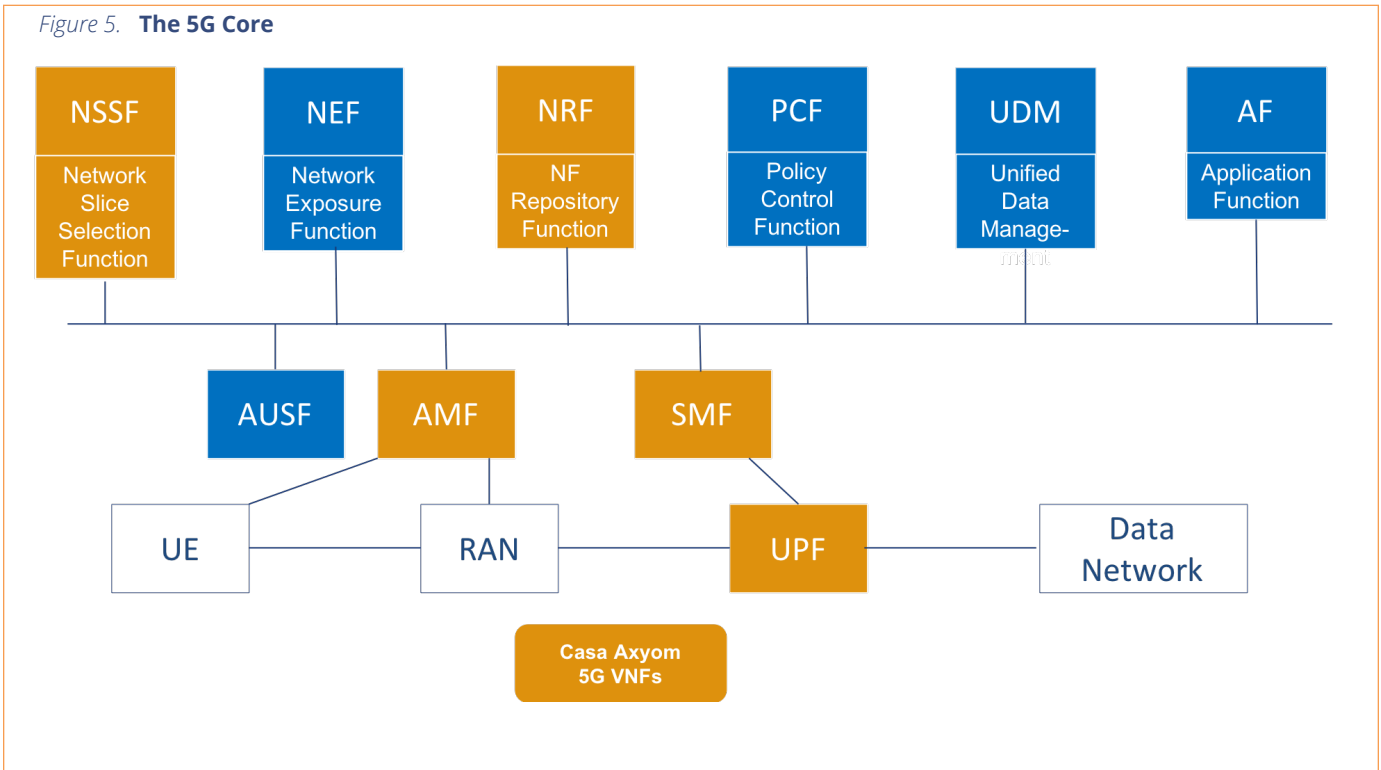 Figure 5. The 5G Core
NSSF
Network
Slice
Selection
Function
NEF
Network
Exposure
Function
NRF
NF
Repository
Function
PCF
Policy
Control
Function
UDM
Unified
Data
Manage-
ment
AF
Application
Function
AUSF
AMF
SMF
UE
RAN
UPF
Data
Network
Casa Axyom
5G VNFs